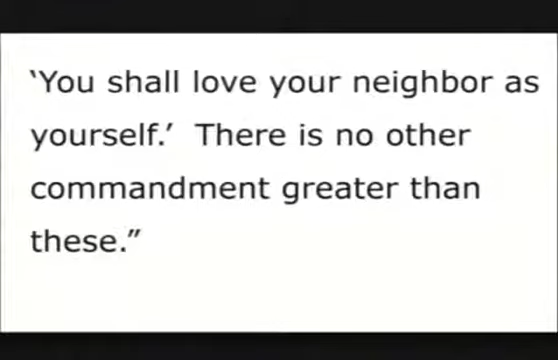 ‘You shall love your neighbor as
yourself.’ There is no other
commandment greater than
these.”